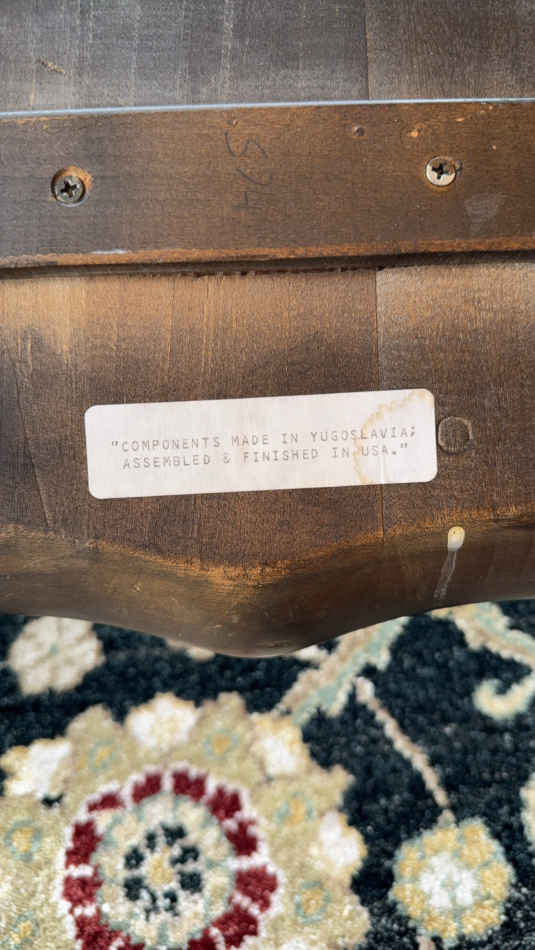 "COMPONENTS MADE IN YUGOSLAVIA;
ASSEMBLED & FINISHED IN USA."